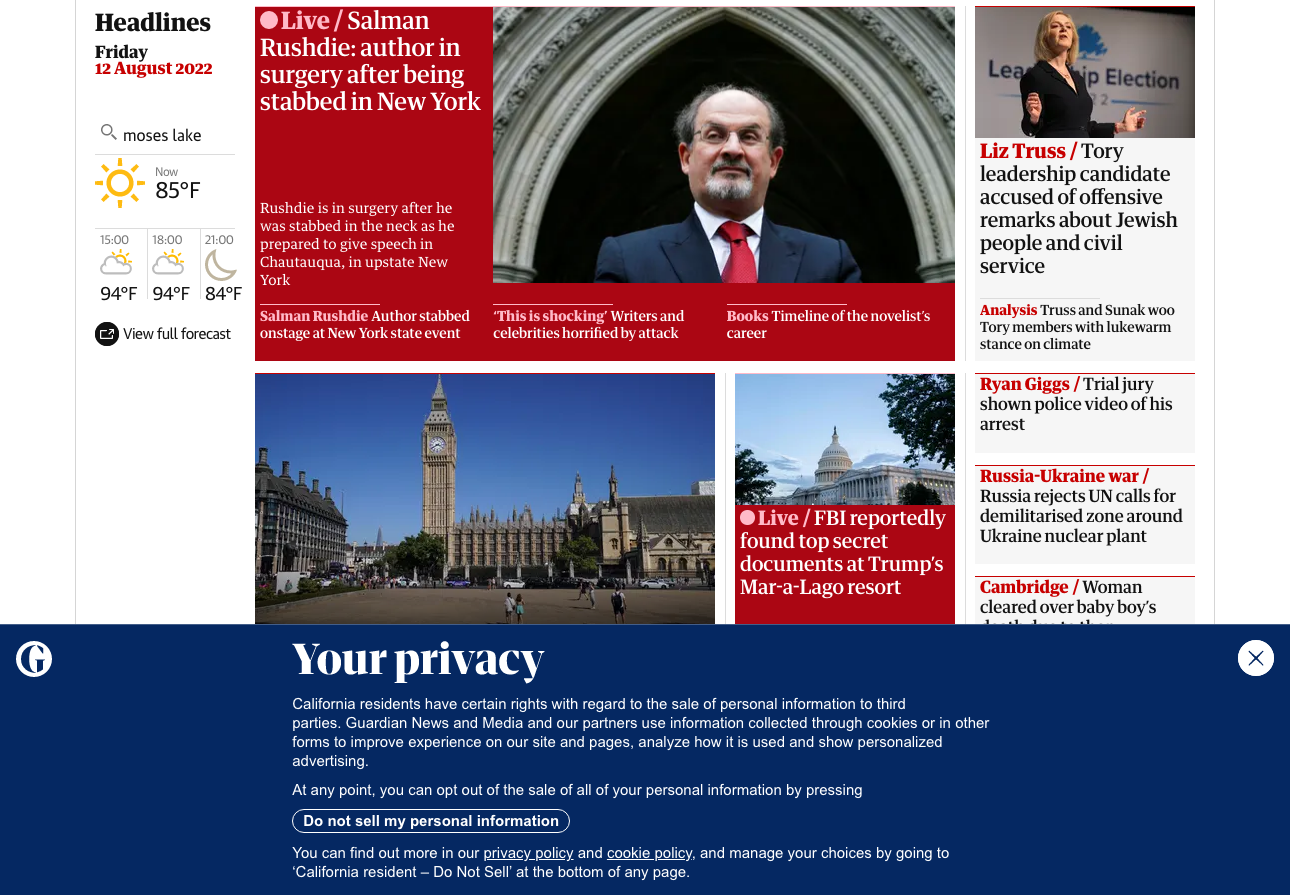 Headlines
Friday
12 August 2022
moses lake
Now
85°F
15:00
94°F
18:00
94°F
21:00
84°F
View full forecast
Live / Salman
Rushdie: author in
surgery after being
stabbed in New York
Rushdie is in surgery after he
was stabbed in the neck as he
prepared to give speech in
Chautauqua, in upstate New
York
Salman Rushdie Author stabbed
onstage at New York state event
‘This is shocking’ Writers and
celebrities horrified by attack
Books Timeline of the novelist’s
career
Leadership Election
Liz Truss / Tory
leadership candidate
accused of offensive
remarks about Jewish
people and civil
service
Analysis Truss and Sunak woo
Tory members with lukewarm
stance on climate
Live / FBI reportedly
found top secret
documents at Trump’s
Mar-a-Lago resort
Ryan Giggs / Trial jury
shown police video of his
arrest
Russia-Ukraine war /
Russia rejects UN calls for
demilitarised zone around
Ukraine nuclear plant
Cambridge / Woman
cleared over baby boy’s
G
Your privacy
California residents have certain rights with regard to the sale of personal information to third
parties. Guardian News and Media and our partners use information collected through cookies or in other
forms to improve experience on our site and pages, analyze how it is used and show personalized
advertising.
At any point, you can opt out of the sale of all of your personal information by pressing
Do not sell my personal information
You can find out more in our privacy policy and cookie policy, and manage your choices by going to
‘California resident – Do Not Sell’ at the bottom of any page.